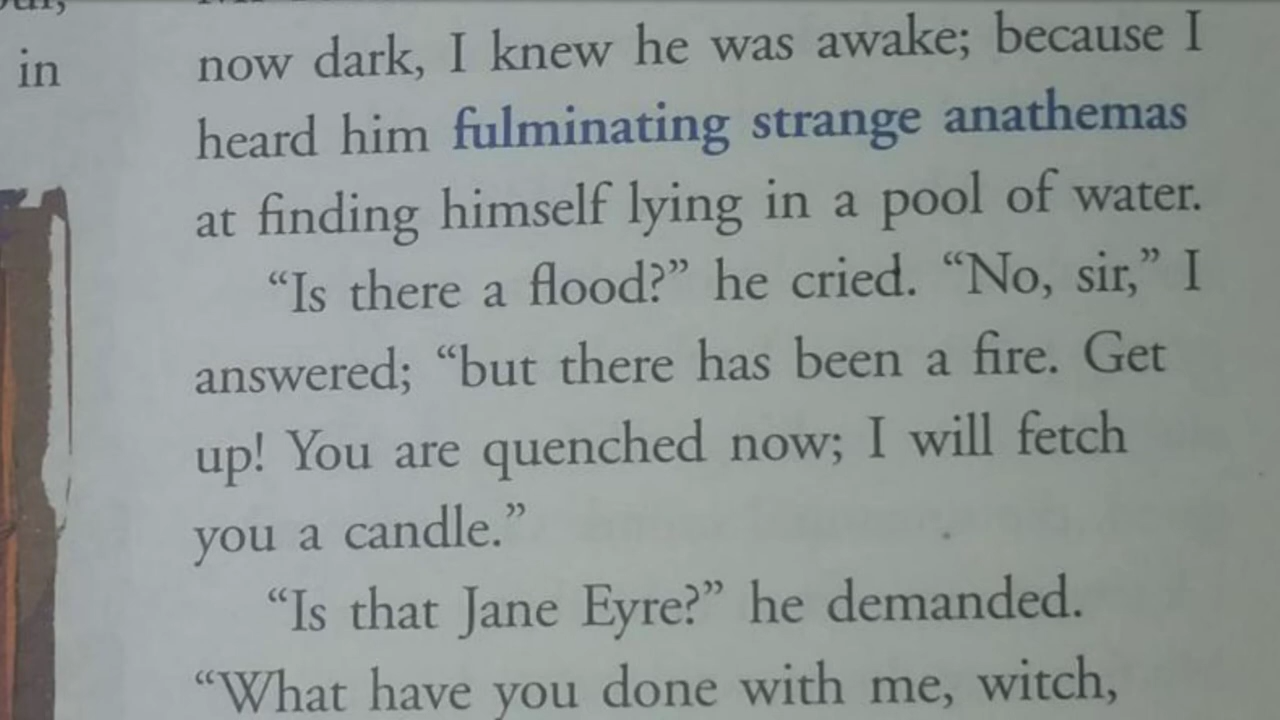 in
now dark, I knew he was awake; because I
heard him fulminating strange anathemas
at finding himself lying in a pool of water.
“Is there a flood?” he cried. “No, sir,” I
answered; “but there has been a fire. Get
up! You are quenched now; I will fetch
you a candle.”
“Is that Jane Eyre?” he demanded.
“What have you done with me, witch,